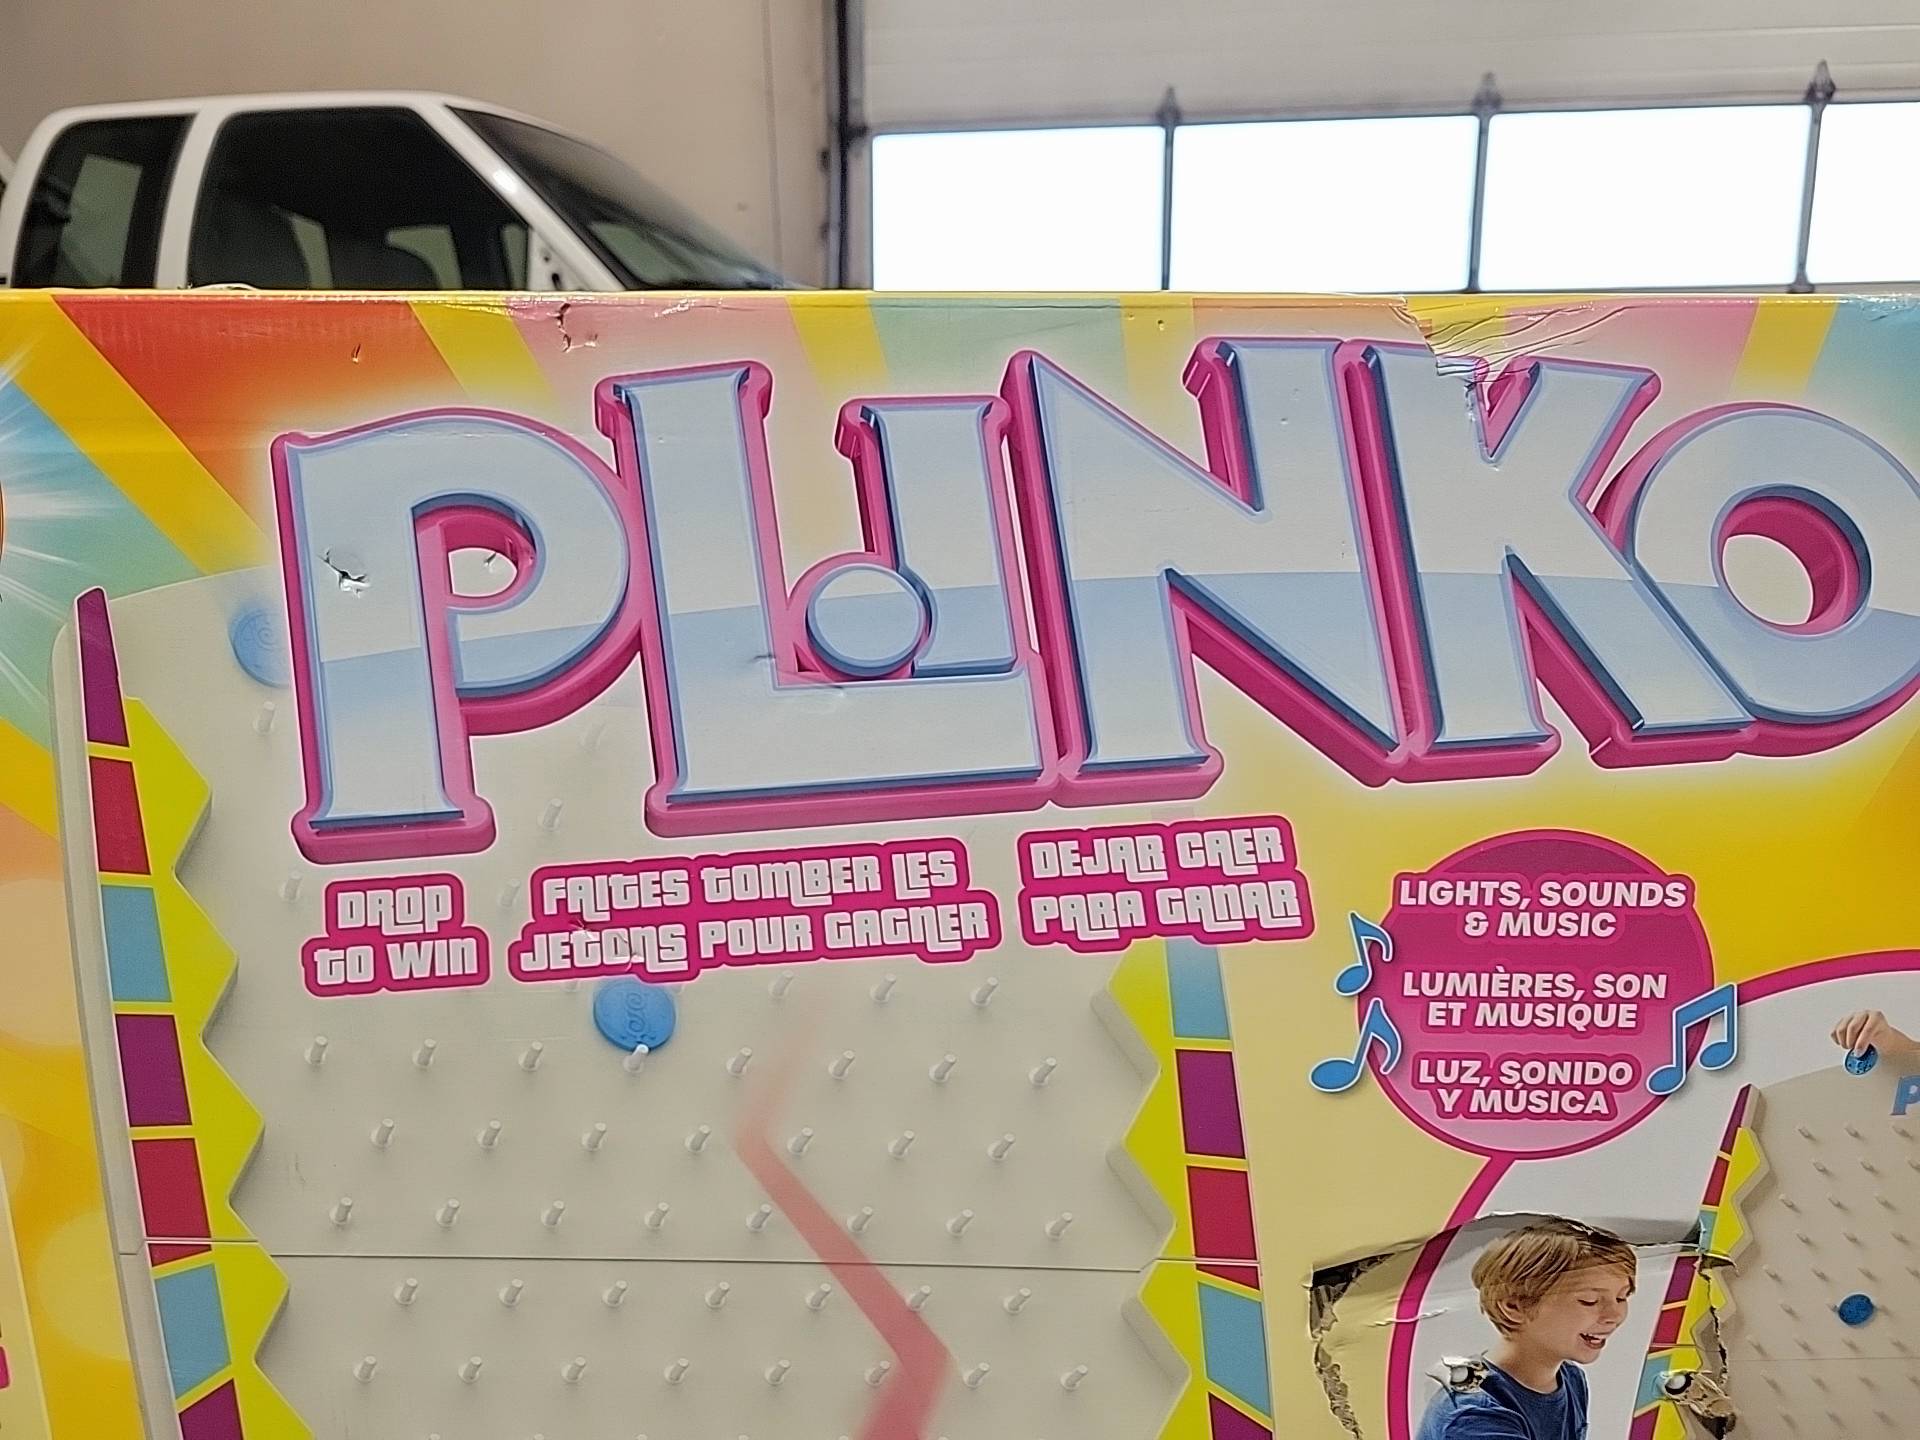 PLINKO
DROP
TO WIN
FAITES TOMBER LES
JETONS POUR GAGNER
DEJAR CAER
PARA GANAR
LIGHTS, SOUNDS
& MUSIC
LUMIÈRES, SON
ET MUSIQUE
LUZ, SONIDO
Y MÚSICA
P